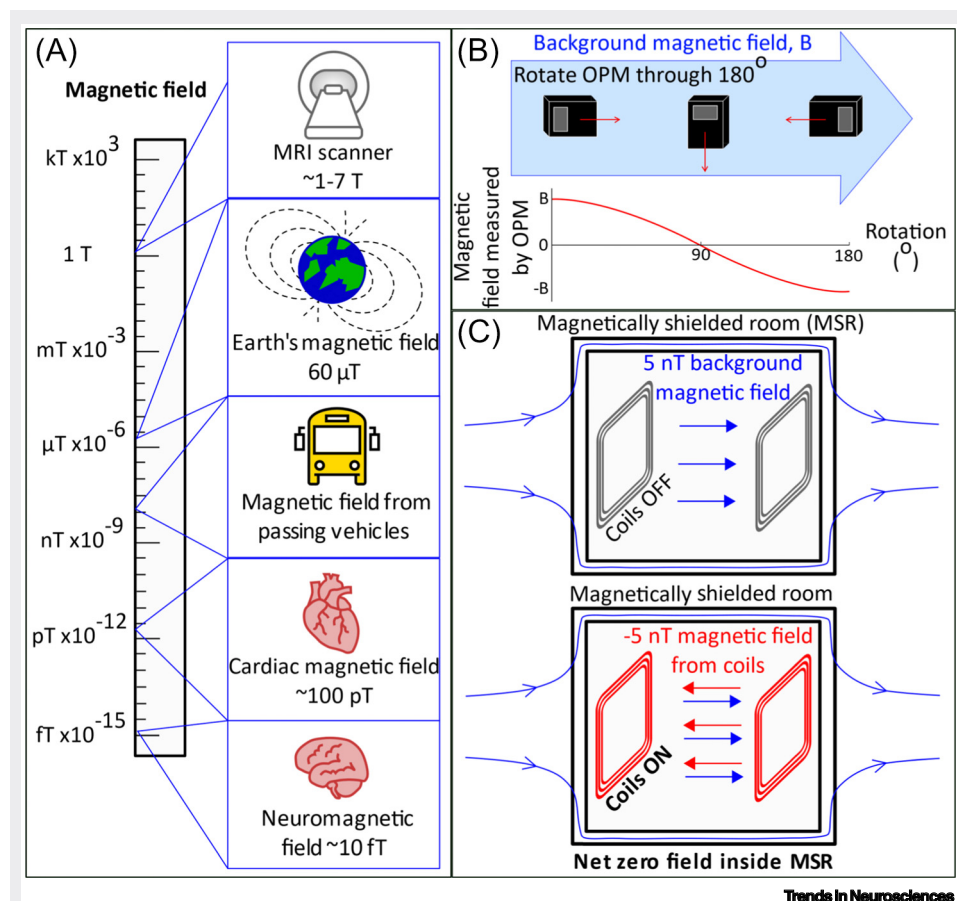 (A)
Magnetic field
kT x10³
1 T
mT x10⁻³
µT x10⁻⁶
nT x10⁻⁹
pT x10⁻¹²
fT x10⁻¹⁵
MRI scanner
~1-7 T
Earth's magnetic field
60 µT
Magnetic field from
passing vehicles
Cardiac magnetic field
~100 pT
Neuromagnetic
field ~10 fT
(B)
Background magnetic field, B
Rotate OPM through 180°
Magnetic
field measured
by OPM
B
0
-B
90
180
Rotation
(°)
(C)
Magnetically shielded room (MSR)
5 nT background
magnetic field
Coils OFF
Magnetically shielded room
-5 nT magnetic field
from coils
Coils ON
Net zero field inside MSR
Trends in Neurosciences